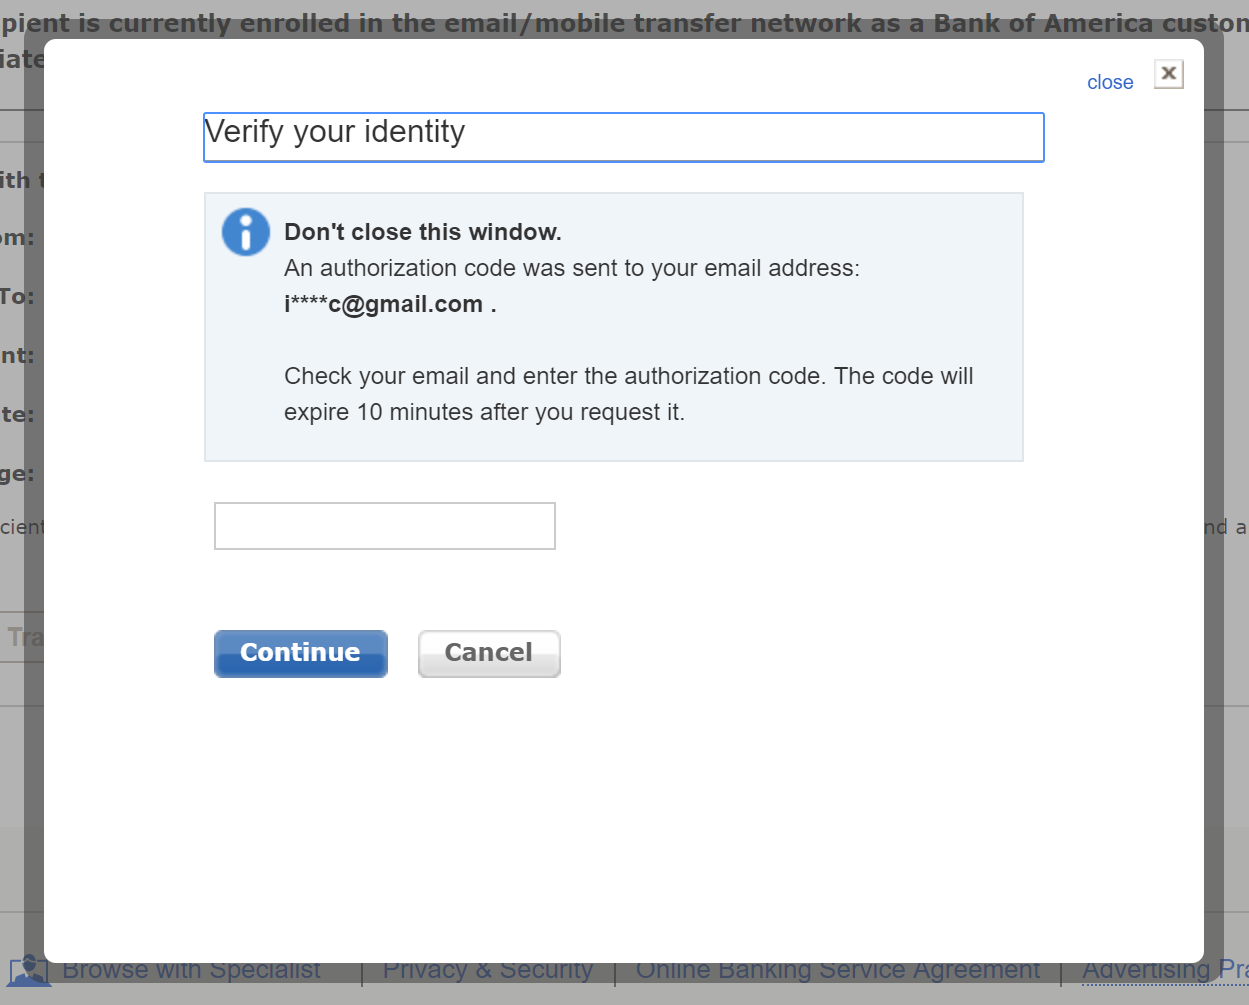 pient is currently enrolled in the email/mobile transfer network as a Bank of America custom
iate
close
Verify your identity
ith t
Don't close this window.
om:
An authorization code was sent to your email address:
To:
i****c@gmail.com .
nt:
Check your email and enter the authorization code. The code will
te:
expire 10 minutes after you request it.
ge:
cient
nd a
Tra
Continue
Cancel
Browse with Specialist
Privacy & Security
Online Banking Service Agreement
Advertising Pra